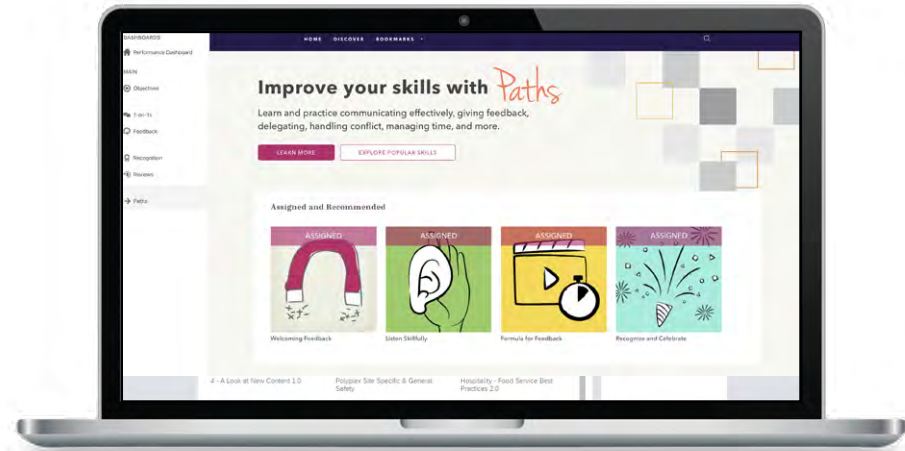 DASHBOARDS
Performance Dashboard
MAIN
Objectives
1-on-1s
Feedback
Recognition
Reviews
Paths
HOME DISCOVER BOOKMARKS
Improve your skills with Paths
Learn and practice communicating effectively, giving feedback,
delegating, handling conflict, managing time, and more.
LEARN MORE EXPLORE POPULAR SKILLS
Assigned and Recommended
ASSIGNED ASSIGNED ASSIGNED ASSIGNED
Welcoming Feedback Listen Skillfully Formula for Feedback Recognize and Celebrate
4 - A Look at New Content 1.0 Polyplex Site Specific & General Hospitality - Food Service Best
Safety Practices 2.0